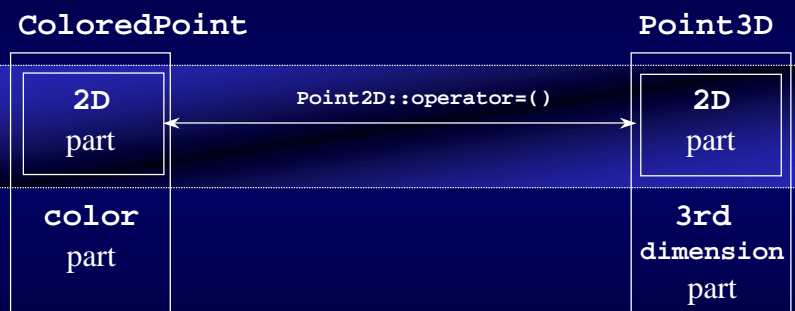 ColoredPoint
Point3D
2D
part
Point2D::operator=()
2D
part
color
part
3rd
dimension
part